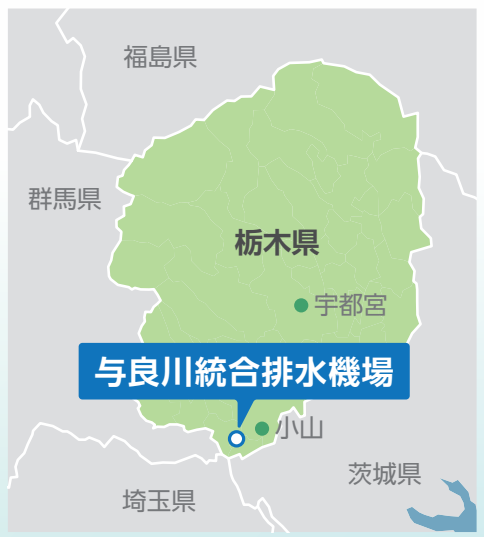 福島県
群馬県
栃木県
宇都宮
与良川統合排水機場
小山
茨城県
埼玉県